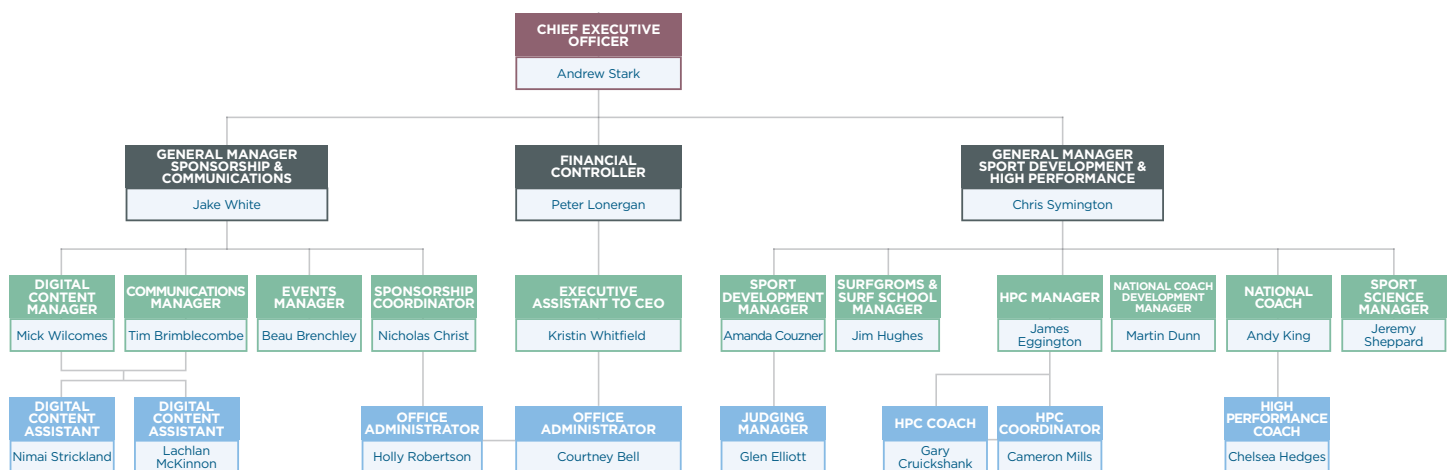 CHIEF EXECUTIVE
OFFICER
Andrew Stark
GENERAL MANAGER
SPONSORSHIP &
COMMUNICATIONS
Jake White
FINANCIAL
CONTROLLER
Peter Lonergan
GENERAL MANAGER
SPORT DEVELOPMENT &
HIGH PERFORMANCE
Chris Symington
DIGITAL
CONTENT
MANAGER
Mick Wilcomes
COMMUNICATIONS
MANAGER
Tim Brimblecombe
EVENTS
MANAGER
Beau Brenchley
SPONSORSHIP
COORDINATOR
Nicholas Christ
EXECUTIVE
ASSISTANT TO CEO
Kristin Whitfield
SPORT
DEVELOPMENT
MANAGER
Amanda Couzner
SURFGROMS &
SURF SCHOOL
MANAGER
Jim Hughes
HPC MANAGER
James
Eggington
NATIONAL COACH
DEVELOPMENT
MANAGER
Martin Dunn
NATIONAL
COACH
Andy King
SPORT
SCIENCE
MANAGER
Jeremy
Sheppard
DIGITAL
CONTENT
ASSISTANT
Nimai Strickland
DIGITAL
CONTENT
ASSISTANT
Lachlan
McKinnon
OFFICE
ADMINISTRATOR
Holly Robertson
OFFICE
ADMINISTRATOR
Courtney Bell
JUDGING
MANAGER
Glen Elliott
HPC COACH
Gary
Cruickshank
HPC
COORDINATOR
Cameron Mills
HIGH
PERFORMANCE
COACH
Chelsea Hedges